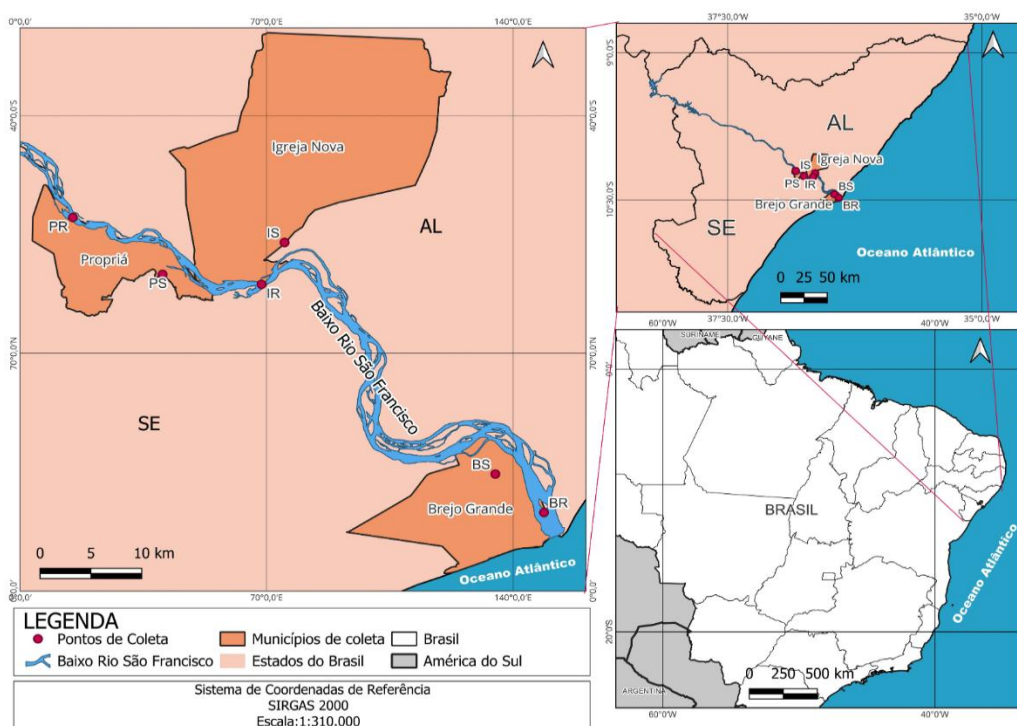 0°0,0'
70°0,0'E
140°0,0'E
40°0,0'S
Igreja Nova
AL
PR
IS
Propriá
PS
IR
Baixo Rio São Francisco
70°0,0'N
SE
BS
Brejo Grande
BR
0 5 10 km
Oceano Atlântico
70°0,0'E
140°0,0'E
37°30,0'W
35°0,0'W
9°0,0'S
AL
IS
Igreja Nova
PS
IR
BS
Brejo Grande
BR
10°30,0'S
SE
Oceano Atlântico
0 25 50 km
37°30,0'W
35°0,0'W
60°0,0'W
40°0,0'W
SURINAME
GUYANE
0°0,0'
BRASIL
Oceano Atlântico
20°0,0'S
0 250 500 km
ARGENTINA
60°0,0'W
40°0,0'W
LEGENDA
Pontos de Coleta
Municípios de coleta
Brasil
Baixo Rio São Francisco
Estados do Brasil
América do Sul
Sistema de Coordenadas de Referência
SIRGAS 2000
Escala:1:310.000